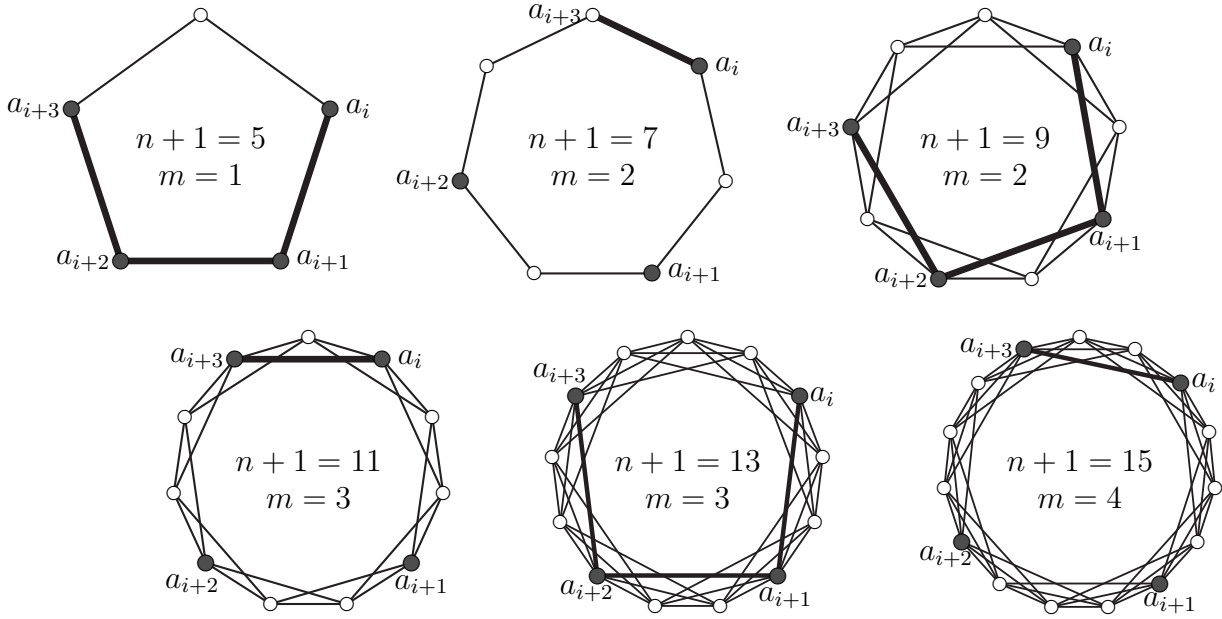 a_{i+3} a_i
n + 1 = 5
m = 1
a_{i+2} a_{i+1}
a_{i+3} a_i
n + 1 = 7
m = 2
a_{i+2}
a_{i+1}
a_i
a_{i+3} n + 1 = 9
m = 2
a_{i+1}
a_{i+2}
a_{i+3} a_i
n + 1 = 11
m = 3
a_{i+2} a_{i+1}
a_{i+3} a_i
n + 1 = 13
m = 3
a_{i+2} a_{i+1}
a_{i+3} a_i
n + 1 = 15
m = 4
a_{i+2}
a_{i+1}